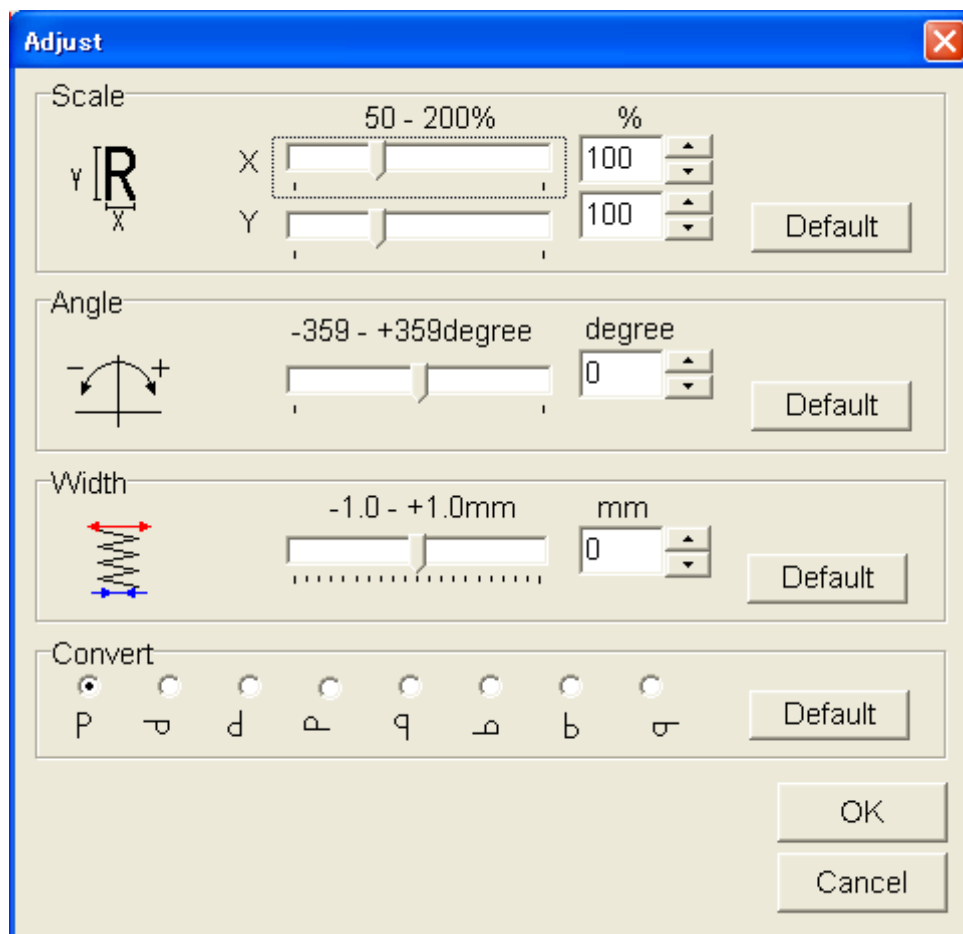 Adjust
Scale
50 - 200%
%
Y
R
X
X
100
Y
100
Default
Angle
-359 - +359degree
degree
- +
0
Default
Width
-1.0 - +1.0mm
mm
0
Default
Convert
P
Default
OK
Cancel